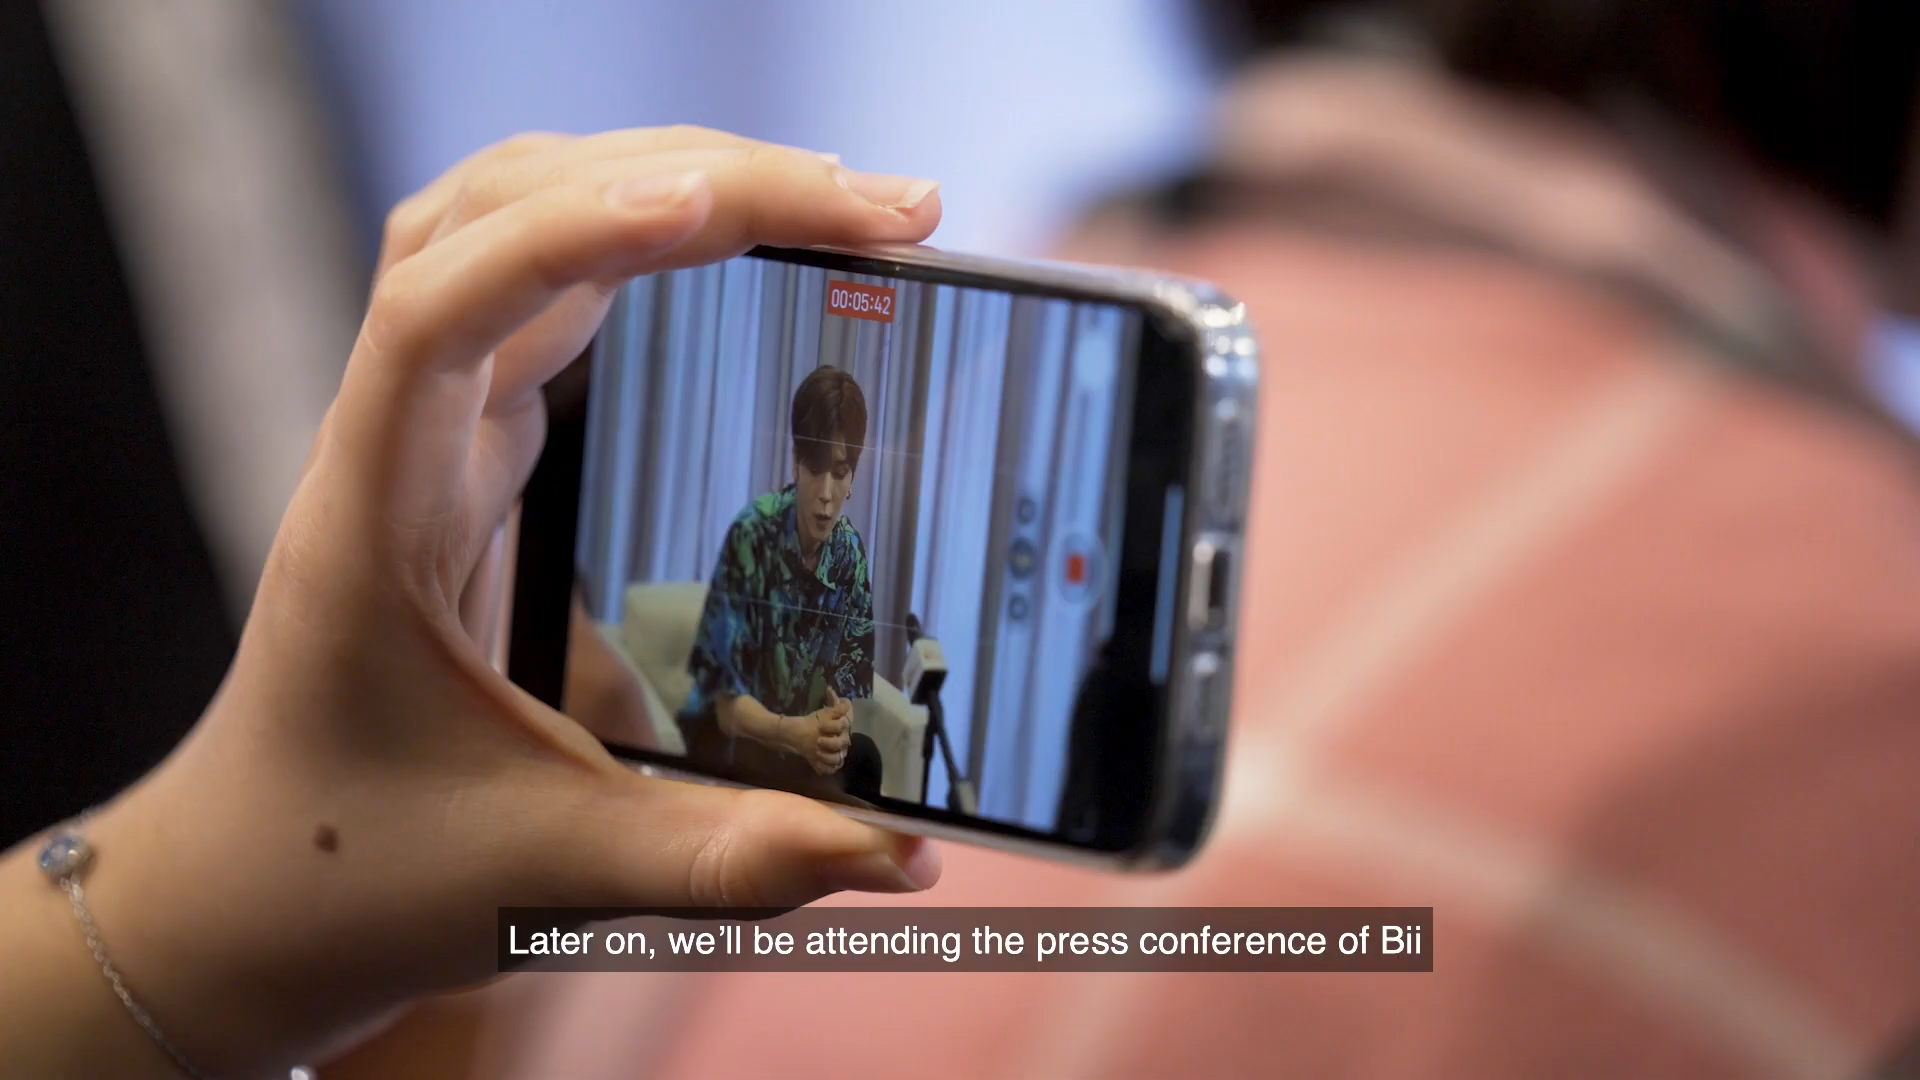 00:05:42
Later on, we’ll be attending the press conference of Bii